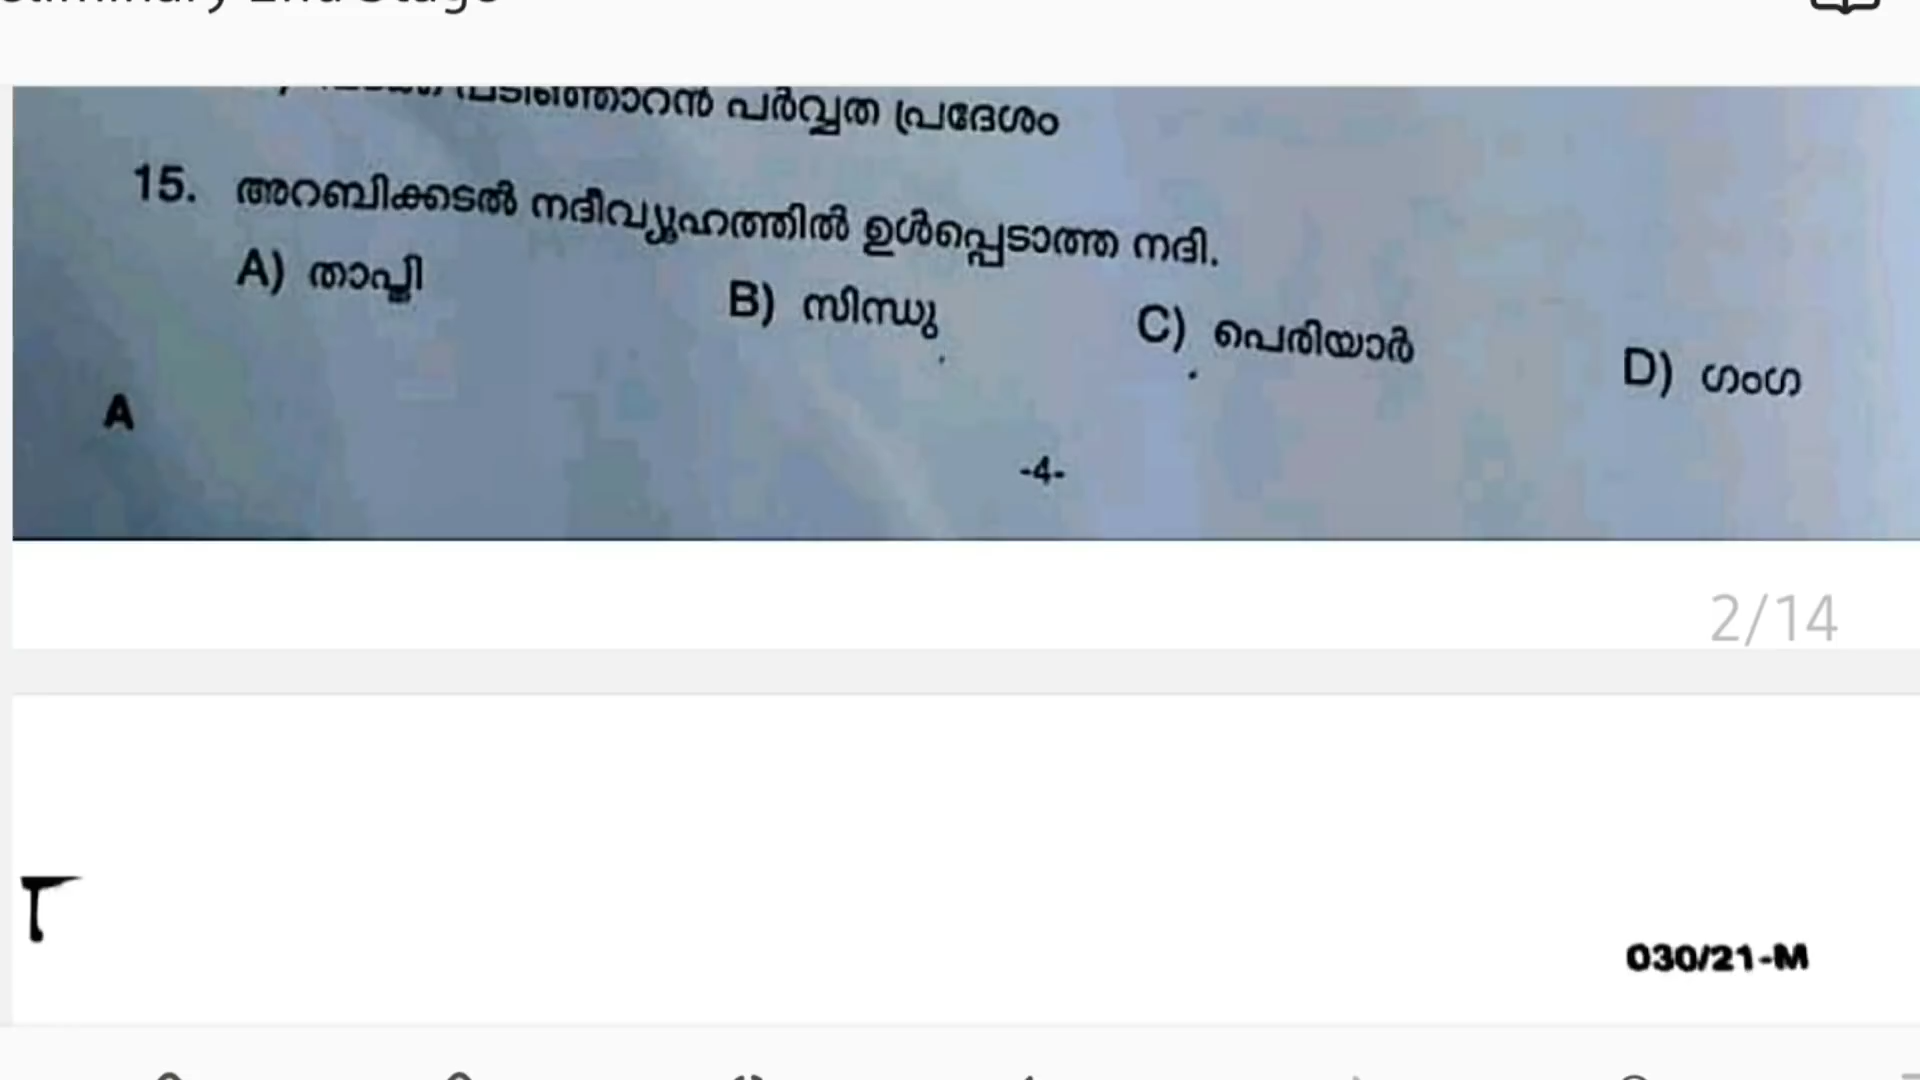 പർവ്വത പ്രദേശം
15. അറബിക്കടൽ നദീവ്യൂഹത്തിൽ ഉൾപ്പെടാത്ത നദി.
A) താപ്തി B) സിന്ധു C) പെരിയാർ D) ഗംഗ
A
-4-
2/14
030/21-M